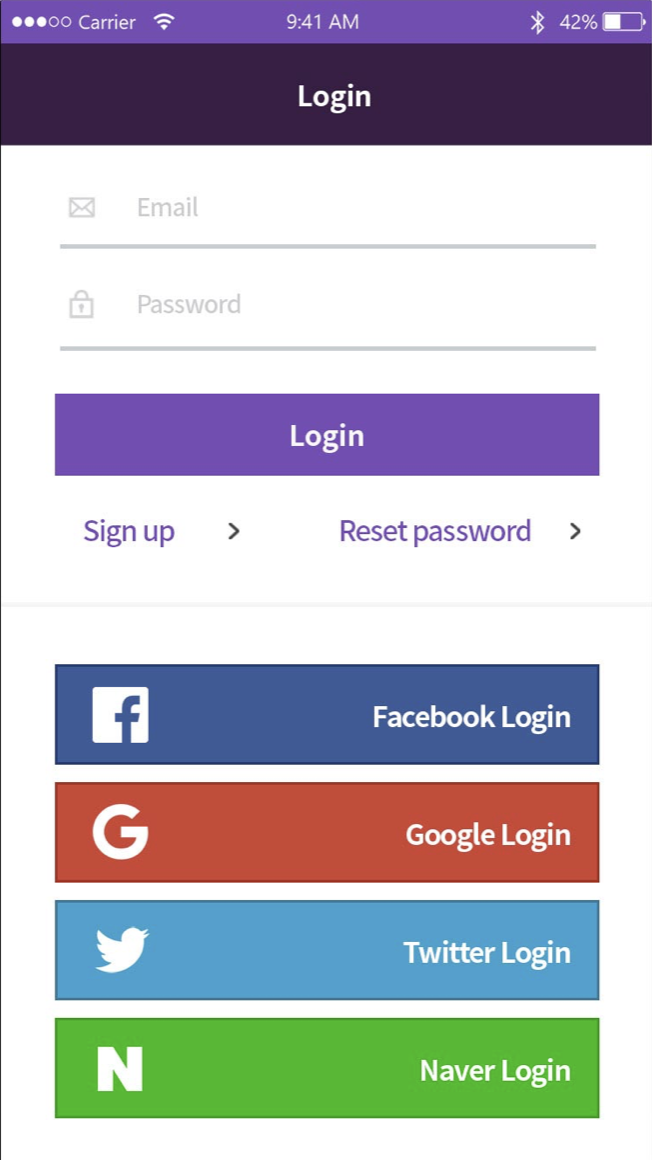 Carrier 9:41 AM 42%
Login
Email
Password
Login
Sign up Reset password
Facebook Login
Google Login
Twitter Login
N Naver Login